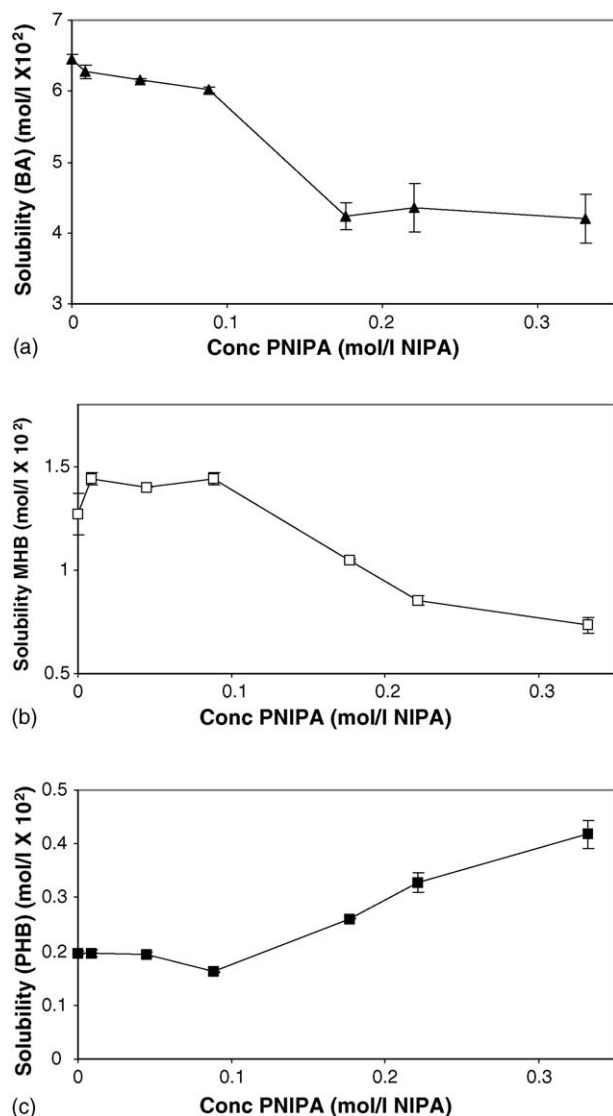 7
6
5
4
3
Solubility (BA) (mol/l X10²)
0
0.1
0.2
0.3
(a)
Conc PNIPA (mol/l NIPA)
1.5
1
0.5
Solubility MHB (mol/l X 10²)
0
0.1
0.2
0.3
(b)
Conc PNIPA (mol/l NIPA)
0.5
0.4
0.3
0.2
0.1
0
Solubility (PHB) (mol/l X 10²)
0
0.1
0.2
0.3
(c)
Conc PNIPA (mol/l NIPA)